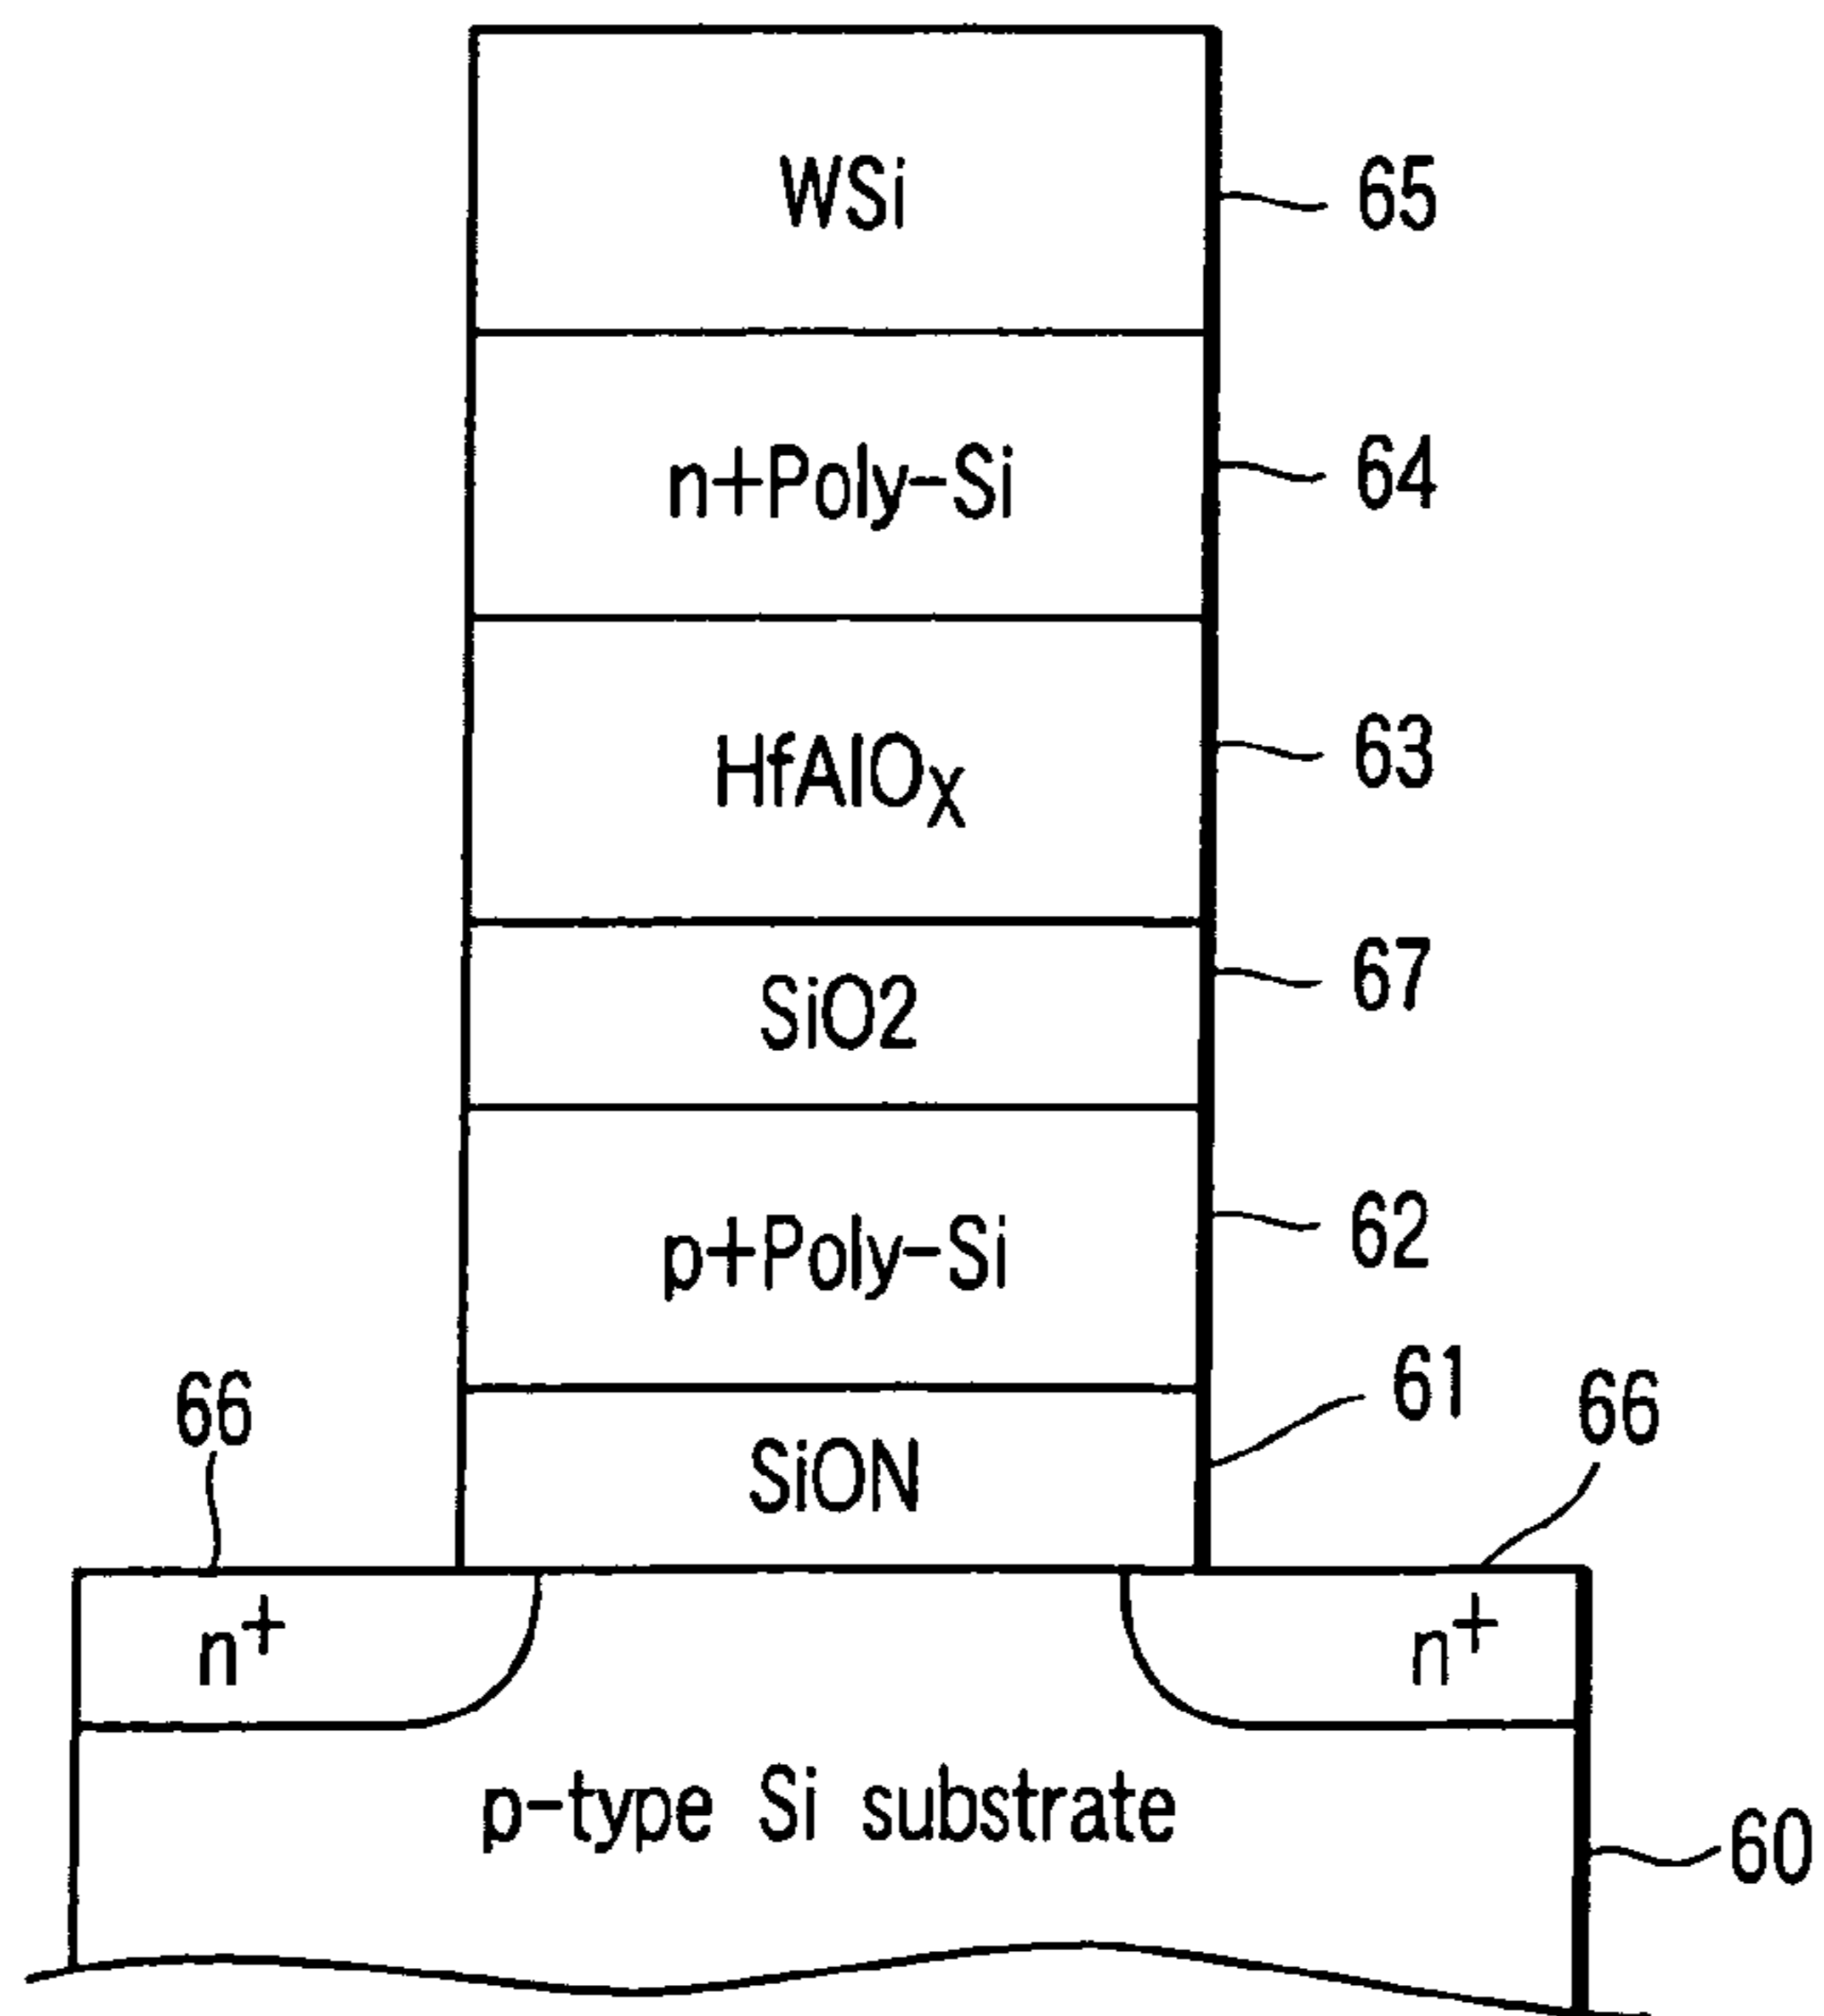 WSi 65
n+Poly-Si 64
HfAlOX 63
SiO2 67
p+Poly-Si 62
66 SiON 61 66
n+ n+
p-type Si substrate 60